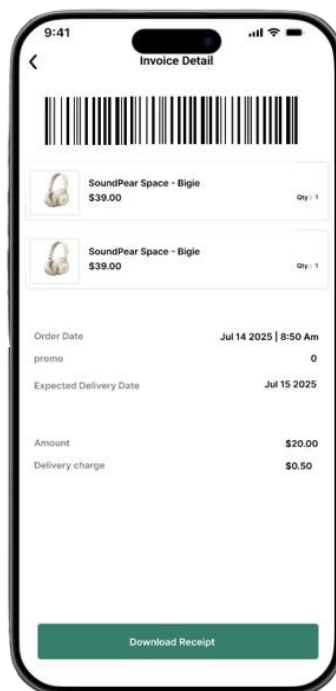 9:41
Invoice Detail
SoundPear Space - Bigie
$39.00
Qty : 1
SoundPear Space - Bigie
$39.00
Qty : 1
Order Date Jul 14 2025 | 8:50 Am
promo 0
Expected Delivery Date Jul 15 2025
Amount $20.00
Delivery charge $0.50
Download Receipt